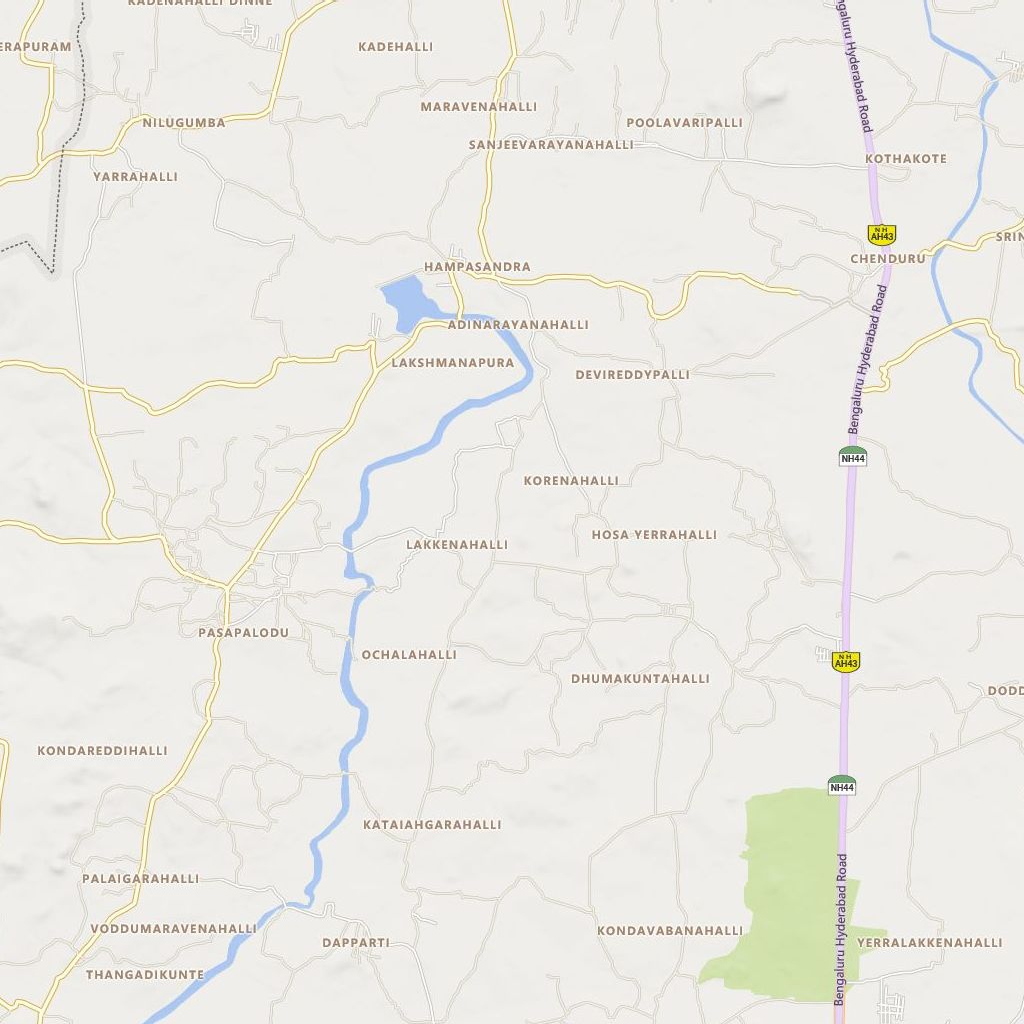 KADENAHALLI DINNE
ERAPURAM
KADEHALLI
Bengaluru Hyderabad Road
MARAVENAHALLI
NILUGUMBA
POOLAVARIPALLI
SANJEEVARAYANAHALLI
KOTHAKOTE
YARRAHALLI
NH
AH43
SRIN
CHENDURU
HAMPASANDRA
ADINARAYANAHALLI
LAKSHMANAPURA
DEVIREDDYPALLI
Bengaluru Hyderabad Road
NH44
KORENAHALLI
HOSA YERRAHALLI
LAKKENAHALLI
PASAPALODU
OCHALAHALLI
NH
AH43
DHUMAKUNTAHALLI
DODD
KONDAREDDIHALLI
NH44
KATAIAHGARAHALLI
PALAIGARAHALLI
Bengaluru Hyderabad Road
VODDUMARAVENAHALLI
KONDAVABANAHALLI
DAPPARTI
YERRALAKKENAHALLI
THANGADIKUNTE